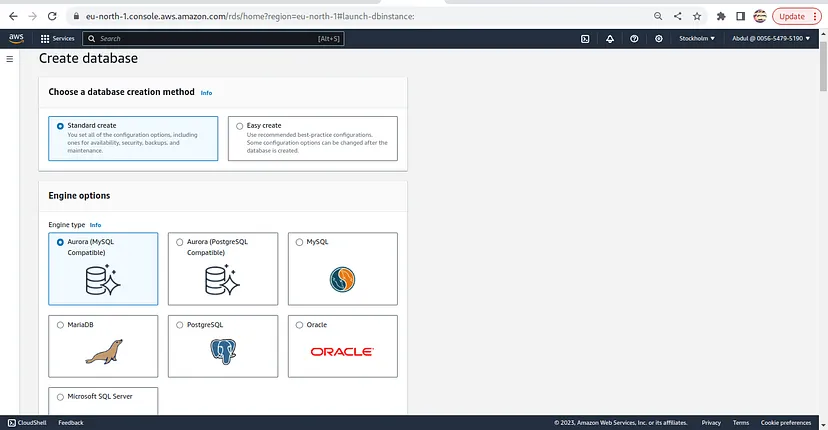 eu-north-1.console.aws.amazon.com/rds/home?region=eu-north-1#launch-dbinstance:
Update
aws
Services
Search
[Alt+S]
Stockholm
Abdul @ 0056-5479-5190
Create database
Choose a database creation method Info
Standard create
You set all of the configuration options, including
ones for availability, security, backups, and
maintenance.
Easy create
Use recommended best-practice configurations.
Some configuration options can be changed after the
database is created.
Engine options
Engine type Info
Aurora (MySQL
Compatible)
Aurora (PostgreSQL
Compatible)
MySQL
MariaDB
PostgreSQL
Oracle
ORACLE
Microsoft SQL Server
CloudShell
Feedback
© 2023, Amazon Web Services, Inc. or its affiliates.
Privacy
Terms
Cookie preferences